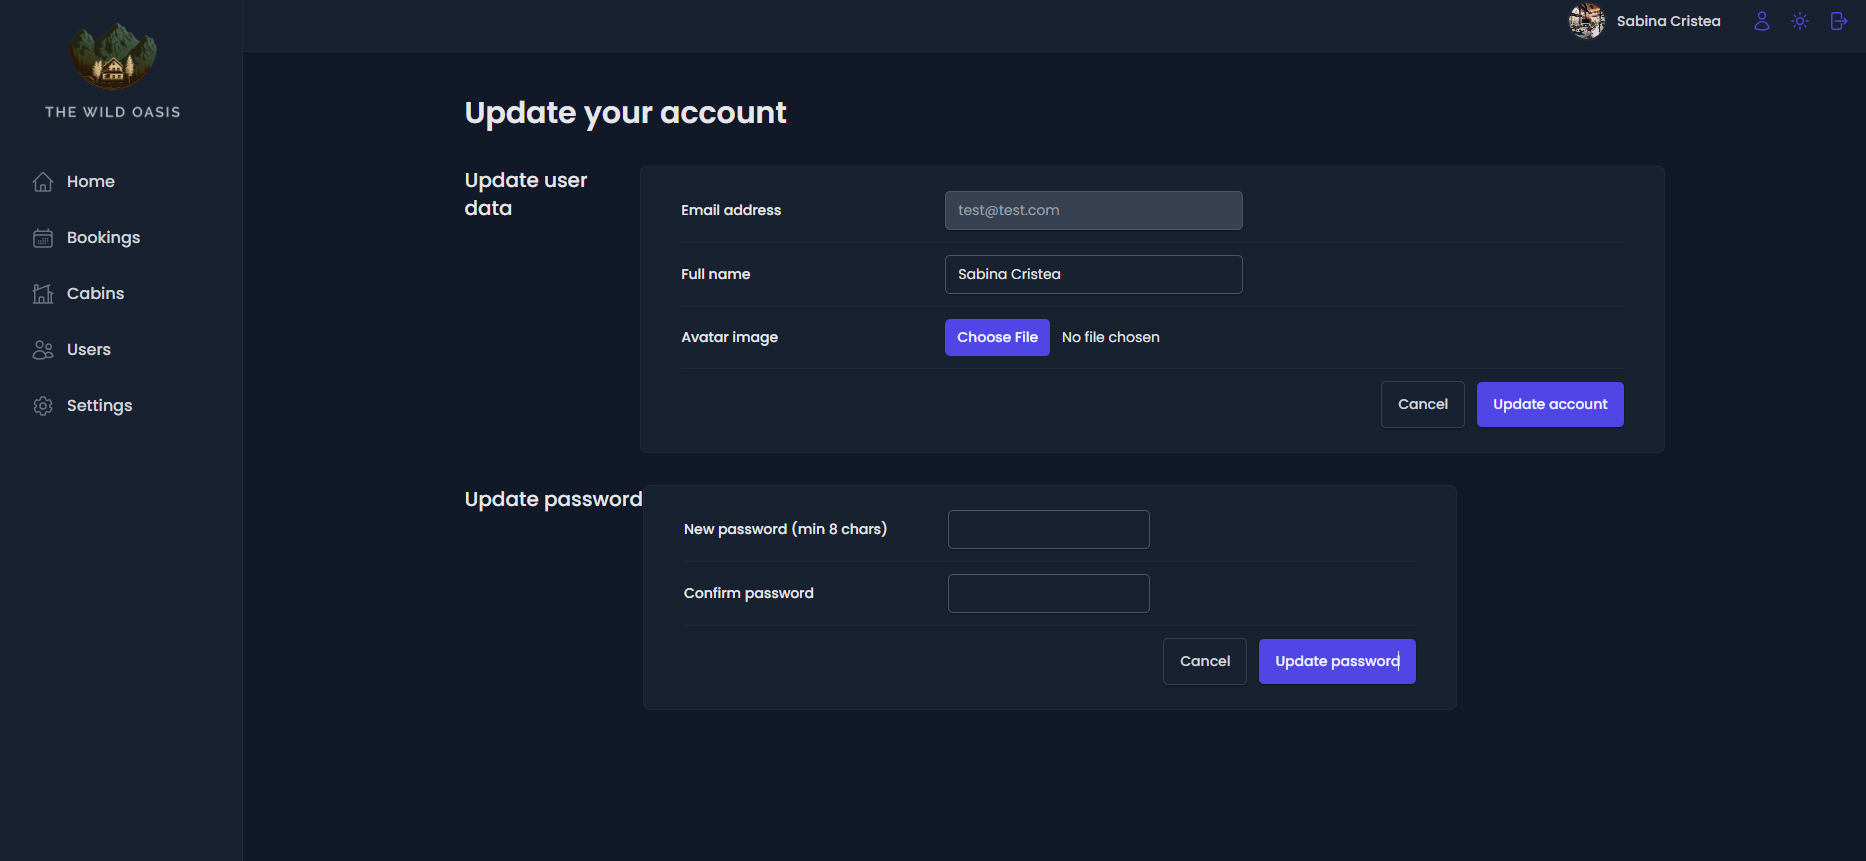 THE WILD OASIS
Home
Bookings
Cabins
Users
Settings
Sabina Cristea
Update your account
Update user
data
Email address
test@test.com
Full name
Sabina Cristea
Avatar image
Choose File No file chosen
Cancel
Update account
Update password
New password (min 8 chars)
Confirm password
Cancel
Update password